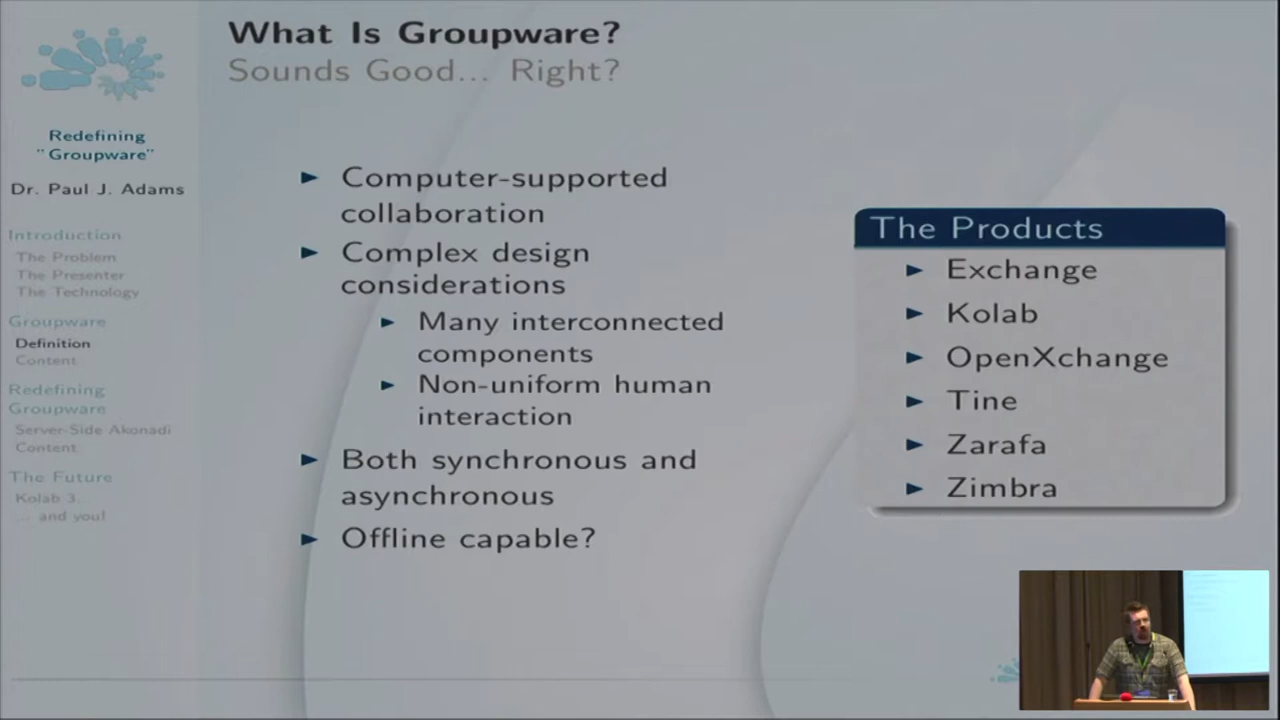 What Is Groupware?
Sounds Good... Right?
Redefining
"Groupware"
Dr. Paul J. Adams
Introduction
The Problem
The Presenter
The Technology
Groupware
Definition
Content
Redefining
Groupware
Server-Side Akonadi
Content
The Future
Kolab 3...
... and you!
► Computer-supported
collaboration
► Complex design
considerations
► Many interconnected
components
► Non-uniform human
interaction
► Both synchronous and
asynchronous
► Offline capable?
The Products
► Exchange
► Kolab
► OpenXchange
► Tine
► Zarafa
► Zimbra